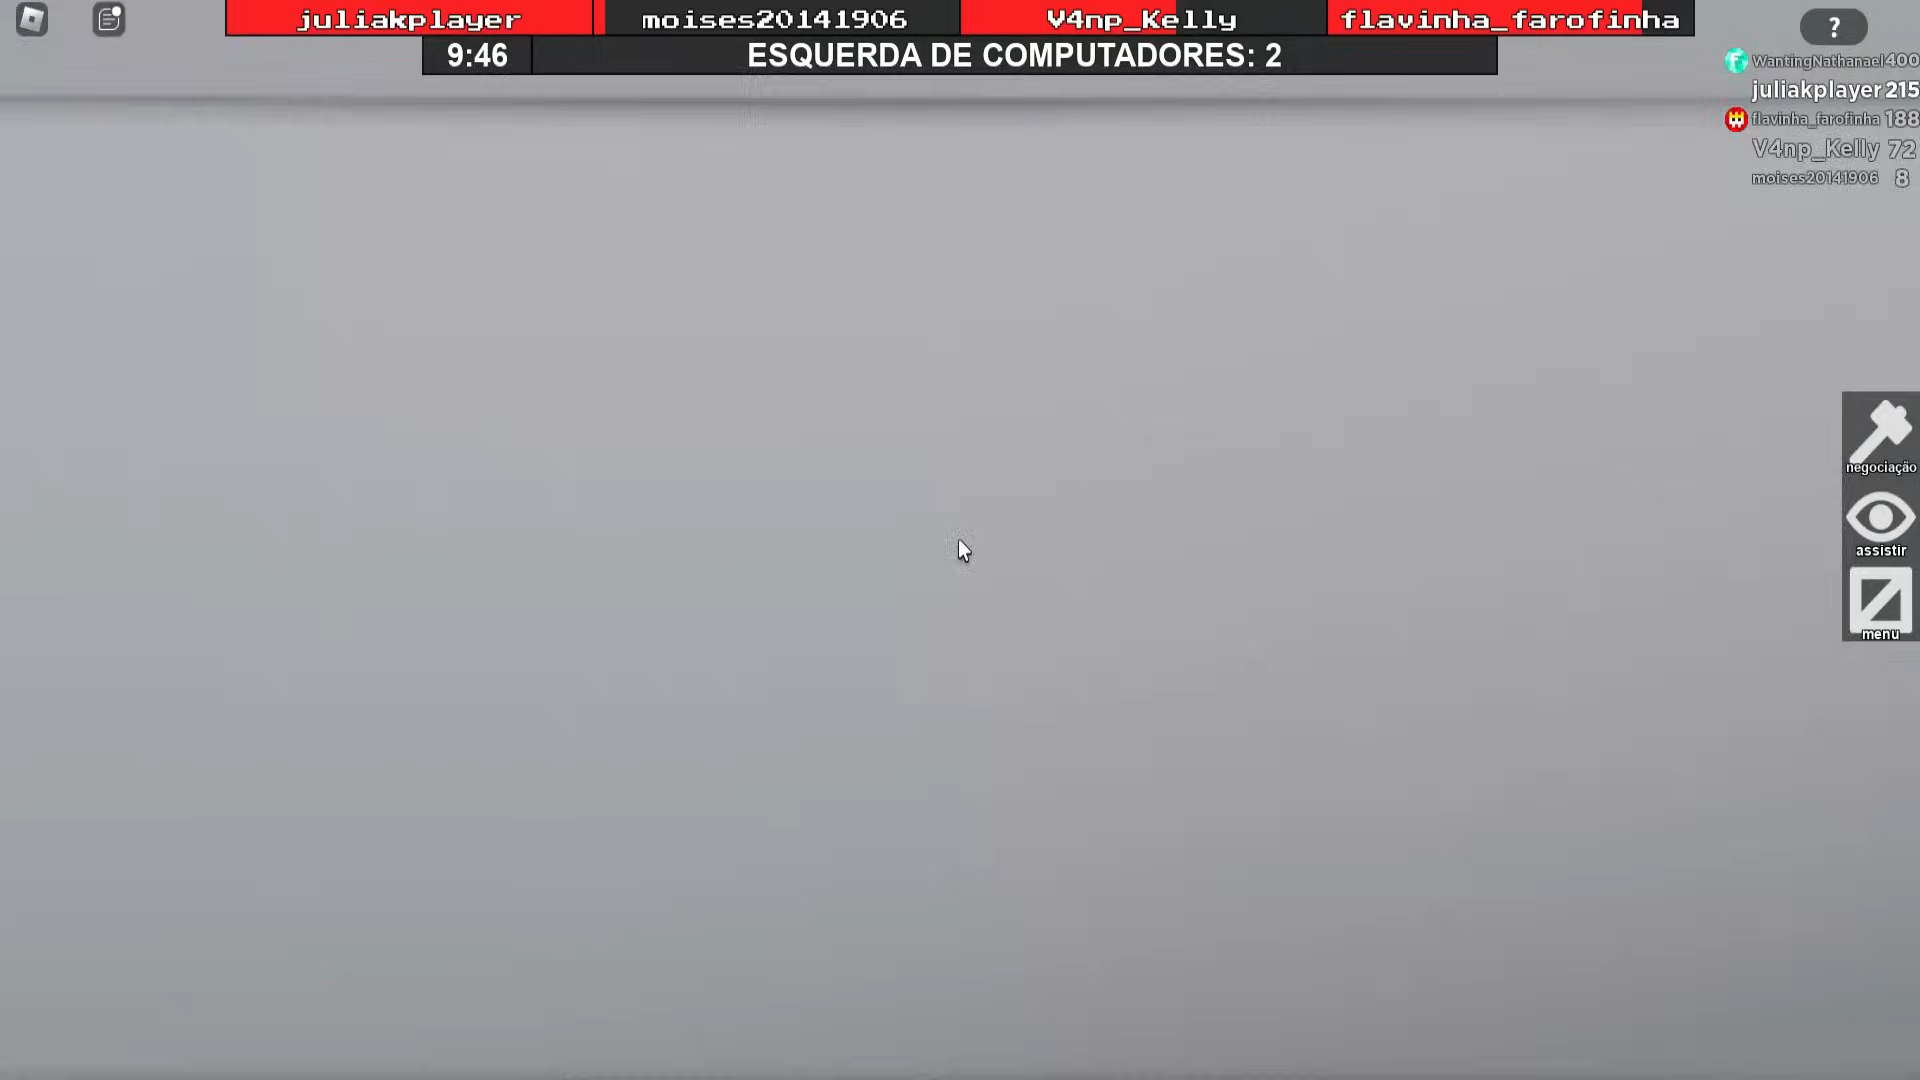 juliakplayer
moises20141906
V4np_Kelly
flavinha_farofinha
9:46
ESQUERDA DE COMPUTADORES: 2
?
WantingNathanael 400
juliakplayer 215
flavinha_farofinha 188
V4np_Kelly 72
moises20141906 8
negociação
assistir
menu